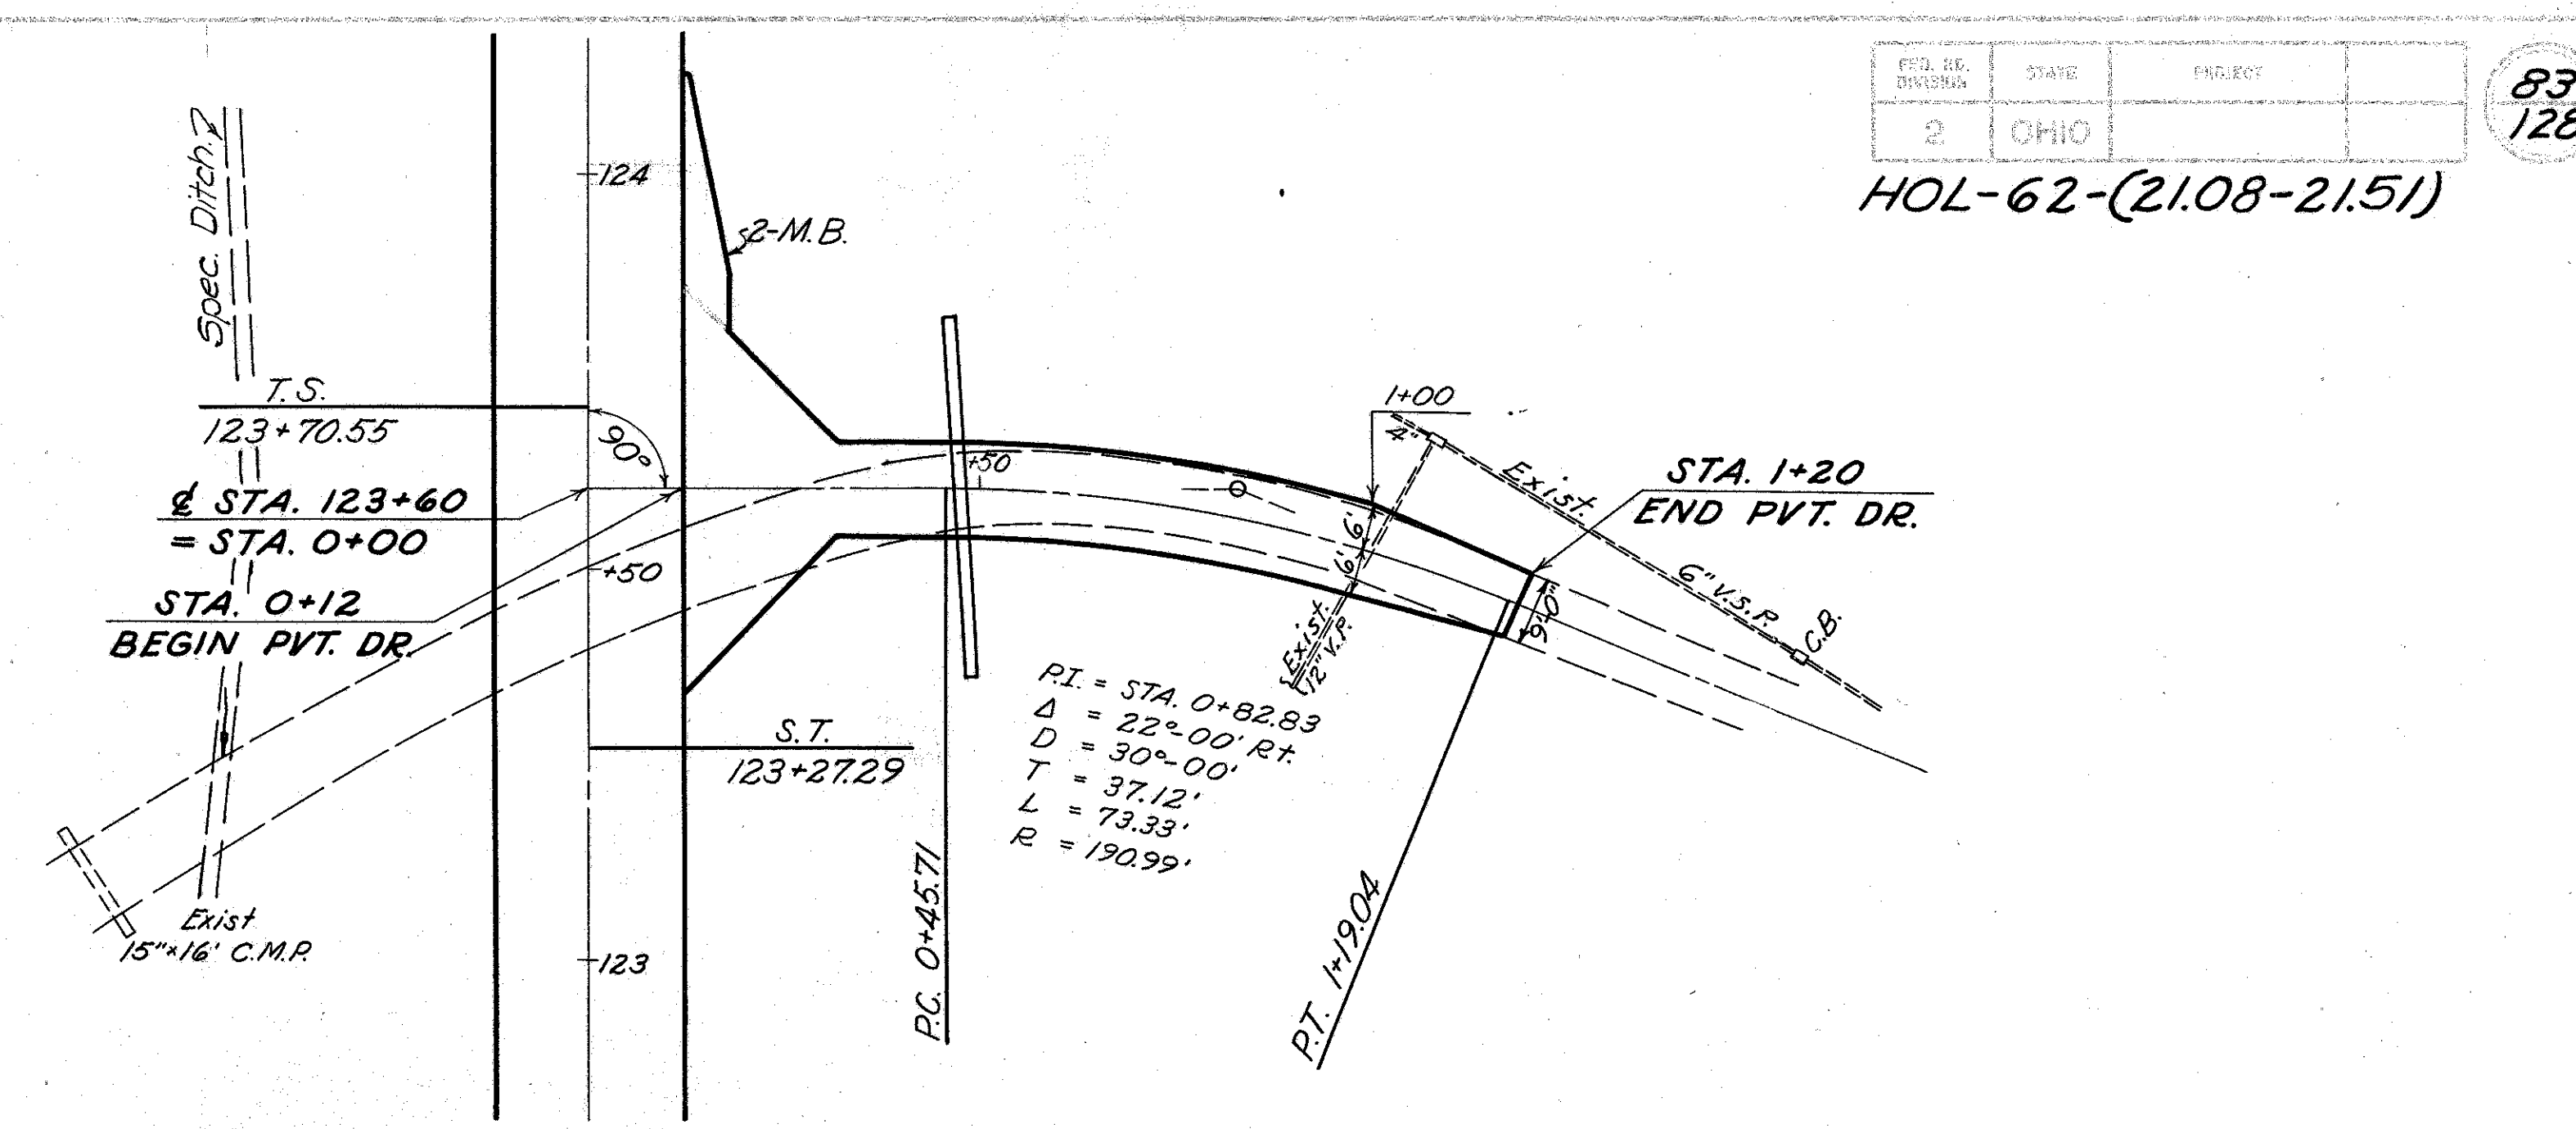 FED. RD.
DIVISION
STATE
PROJECT
2
OHIO
83
128
HOL-62-(21.08-21.51)
Spec. Ditch
124
2-M.B.
T.S.
123+70.55
90°
℄ STA. 123+60
= STA. 0+00
+50
STA. 0+12
BEGIN PVT. DR.
+50
1+00
4"
Exist.
6" V.S.P.
C.B.
STA. 1+20
END PVT. DR.
6'
6'
9'-0"
Exist.
12" V.P.
P.I. = STA. 0+82.83
Δ = 22°-00' Rt.
D = 30°-00'
T = 37.12'
L = 73.33'
R = 190.99'
S.T.
123+27.29
P.C. 0+45.71
P.T. 1+19.04
Exist
15"x16' C.M.P.
123